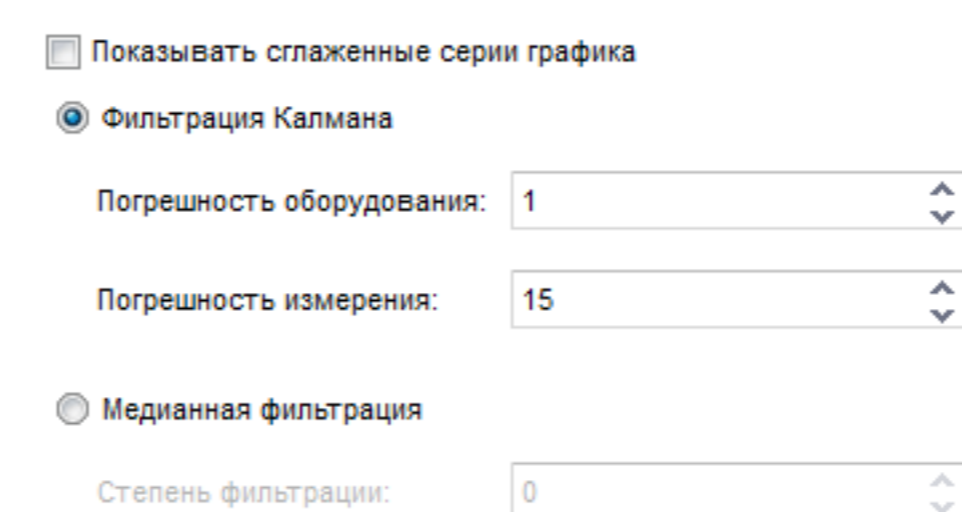 Показывать сглаженные серии графика
Фильтрация Калмана
Погрешность оборудования: 1
Погрешность измерения: 15
Медианная фильтрация
Степень фильтрации: 0